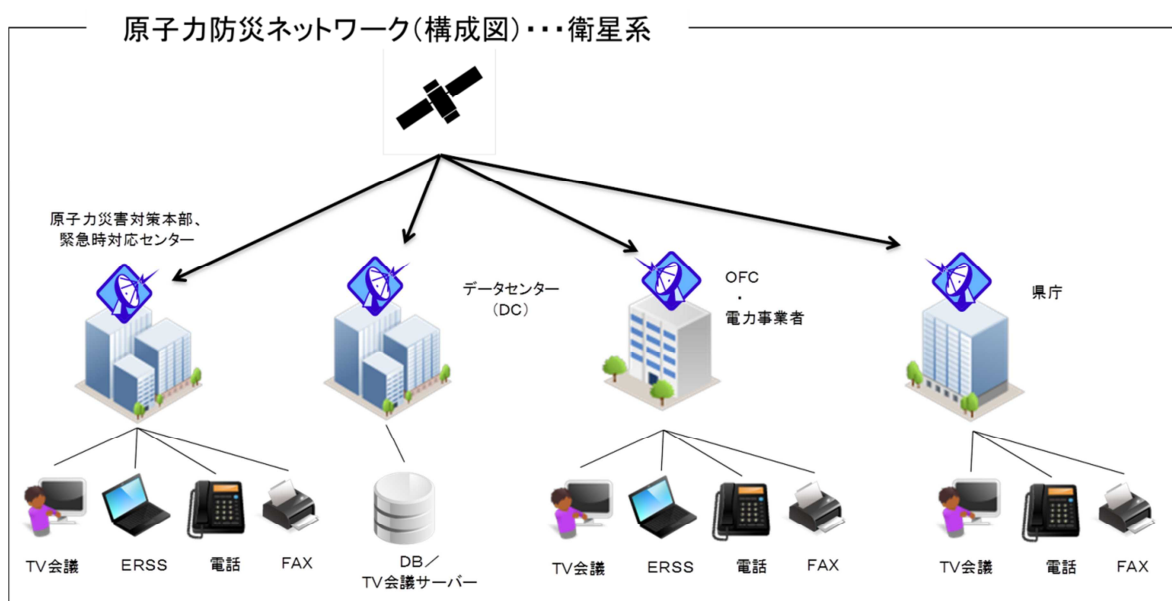 原子力防災ネットワーク(構成図)･･･衛星系
原子力災害対策本部、
緊急時対応センター
データセンター
(DC)
OFC
・
電力事業者
県庁
TV会議
ERSS
電話
FAX
DB／
TV会議サーバー
TV会議
ERSS
電話
FAX
TV会議
電話
FAX